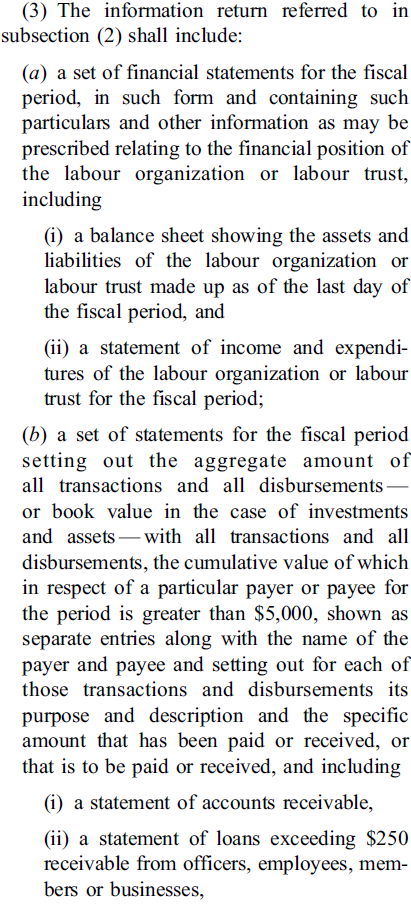 (3) The information return referred to in
subsection (2) shall include:
(a) a set of financial statements for the fiscal
period, in such form and containing such
particulars and other information as may be
prescribed relating to the financial position of
the labour organization or labour trust,
including
(i) a balance sheet showing the assets and
liabilities of the labour organization or
labour trust made up as of the last day of
the fiscal period, and
(ii) a statement of income and expendi-
tures of the labour organization or labour
trust for the fiscal period;
(b) a set of statements for the fiscal period
setting out the aggregate amount of
all transactions and all disbursements —
or book value in the case of investments
and assets — with all transactions and all
disbursements, the cumulative value of which
in respect of a particular payer or payee for
the period is greater than $5,000, shown as
separate entries along with the name of the
payer and payee and setting out for each of
those transactions and disbursements its
purpose and description and the specific
amount that has been paid or received, or
that is to be paid or received, and including
(i) a statement of accounts receivable,
(ii) a statement of loans exceeding $250
receivable from officers, employees, mem-
bers or businesses,